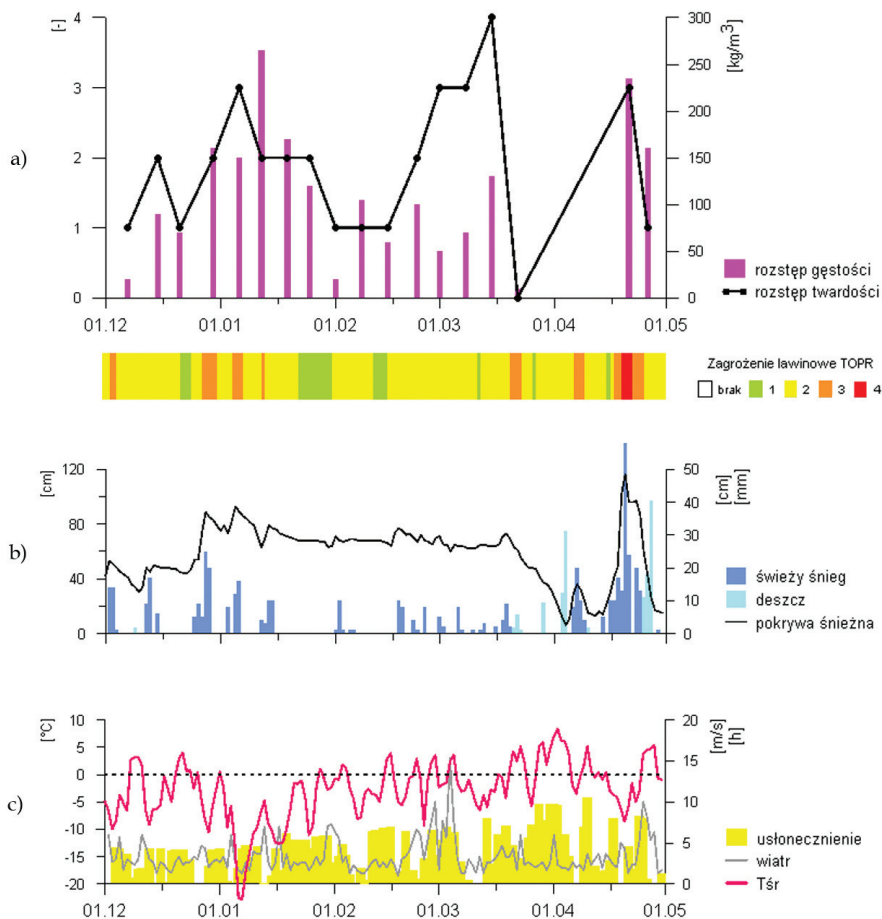 [-]
[kg/m³]
a)
4 3 2 1 0
300 250 200 150 100 50 0
01.12 01.01 01.02 01.03 01.04 01.05
rozstęp gęstości
rozstęp twardości
Zagrożenie lawinowe TOPR
brak 1 2 3 4
[cm]
[cm]
[mm]
b)
120 80 40 0
50 40 30 20 10 0
świeży śnieg
deszcz
pokrywa śnieżna
[°C]
[m/s]
[h]
c)
10 5 0 -5 -10 -15 -20
20 15 10 5 0
01.12 01.01 01.02 01.03 01.04 01.05
usłonecznienie
wiatr
Tśr